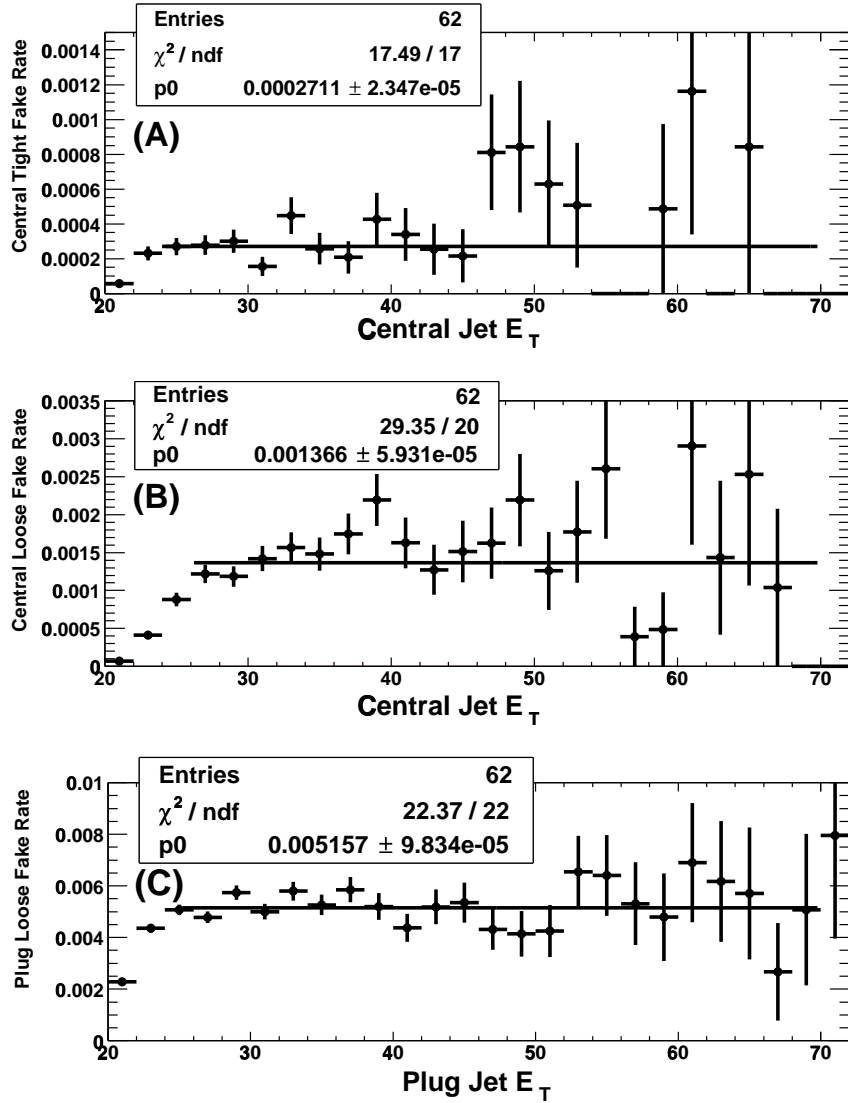 Entries 62
χ² / ndf 17.49 / 17
p0 0.0002711 ± 2.347e-05
(A)
Central Tight Fake Rate
0.0014
0.0012
0.001
0.0008
0.0006
0.0004
0.0002
0
20 30 40 50 60 70
Central Jet E_T
Entries 62
χ² / ndf 29.35 / 20
p0 0.001366 ± 5.931e-05
(B)
Central Loose Fake Rate
0.0035
0.003
0.0025
0.002
0.0015
0.001
0.0005
0
20 30 40 50 60 70
Central Jet E_T
Entries 62
χ² / ndf 22.37 / 22
p0 0.005157 ± 9.834e-05
(C)
Plug Loose Fake Rate
0.01
0.008
0.006
0.004
0.002
0
20 30 40 50 60 70
Plug Jet E_T